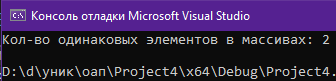 Консоль отладки Microsoft Visual Studio
Кол-во одинаковых элементов в массивах: 2
D:\d\уник\оап\Project4\x64\Debug\Project4.